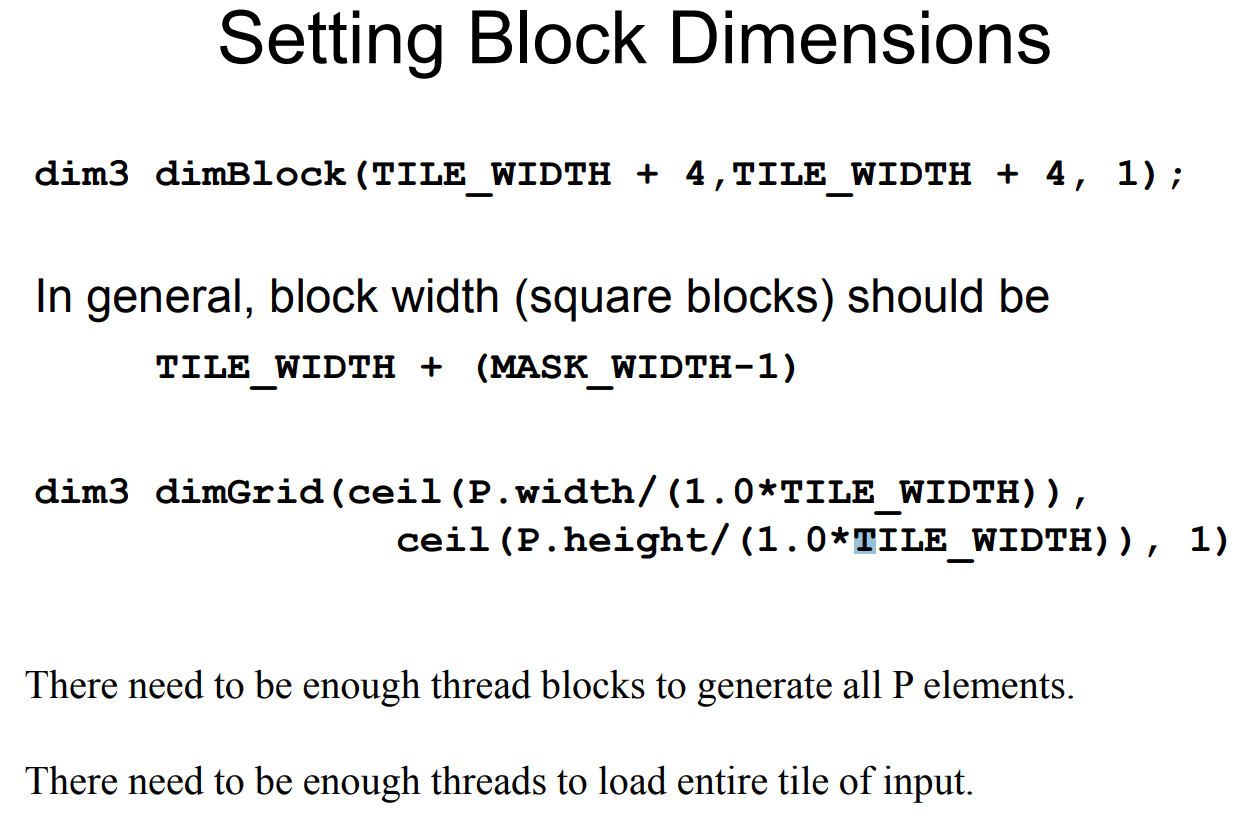 Setting Block Dimensions
dim3 dimBlock(TILE_WIDTH + 4,TILE_WIDTH + 4, 1);
In general, block width (square blocks) should be
TILE_WIDTH + (MASK_WIDTH-1)
dim3 dimGrid(ceil(P.width/(1.0*TILE_WIDTH)),
ceil(P.height/(1.0*TILE_WIDTH)), 1)
There need to be enough thread blocks to generate all P elements.
There need to be enough threads to load entire tile of input.